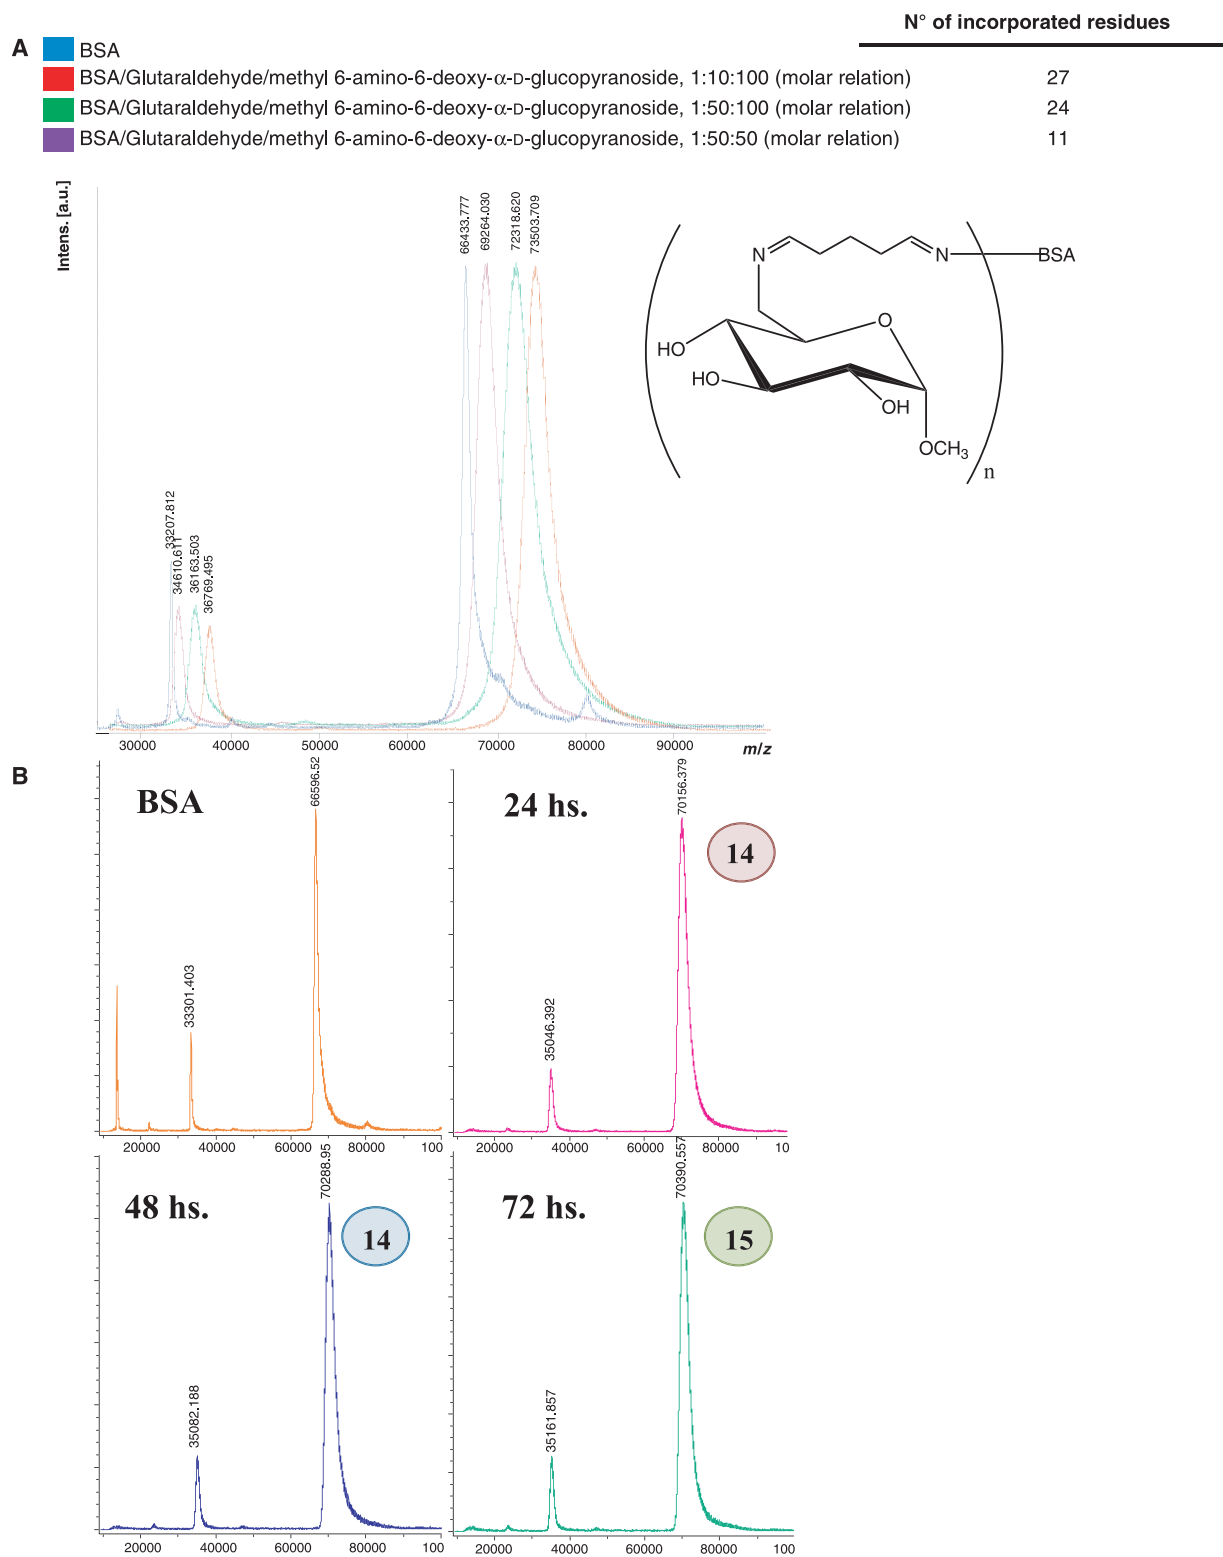 N° of incorporated residues
A
BSA
BSA/Glutaraldehyde/methyl 6-amino-6-deoxy-α-D-glucopyranoside, 1:10:100 (molar relation) 27
BSA/Glutaraldehyde/methyl 6-amino-6-deoxy-α-D-glucopyranoside, 1:50:100 (molar relation) 24
BSA/Glutaraldehyde/methyl 6-amino-6-deoxy-α-D-glucopyranoside, 1:50:50 (molar relation) 11
Intens. [a.u.]
66433.777
69264.030
72318.620
73503.709
33207.812
34610.611
36163.503
36769.495
N
N
BSA
O
HO
HO
OH
OCH3
n
30000 40000 50000 60000 70000 80000 90000 m/z
B
BSA
66596.52
33301.403
20000 40000 60000 80000 100
24 hs.
70156.379
14
35046.392
20000 40000 60000 80000 10
48 hs.
70288.95
14
35082.188
20000 40000 60000 80000 100
72 hs.
70390.557
15
35161.857
20000 40000 60000 80000 100